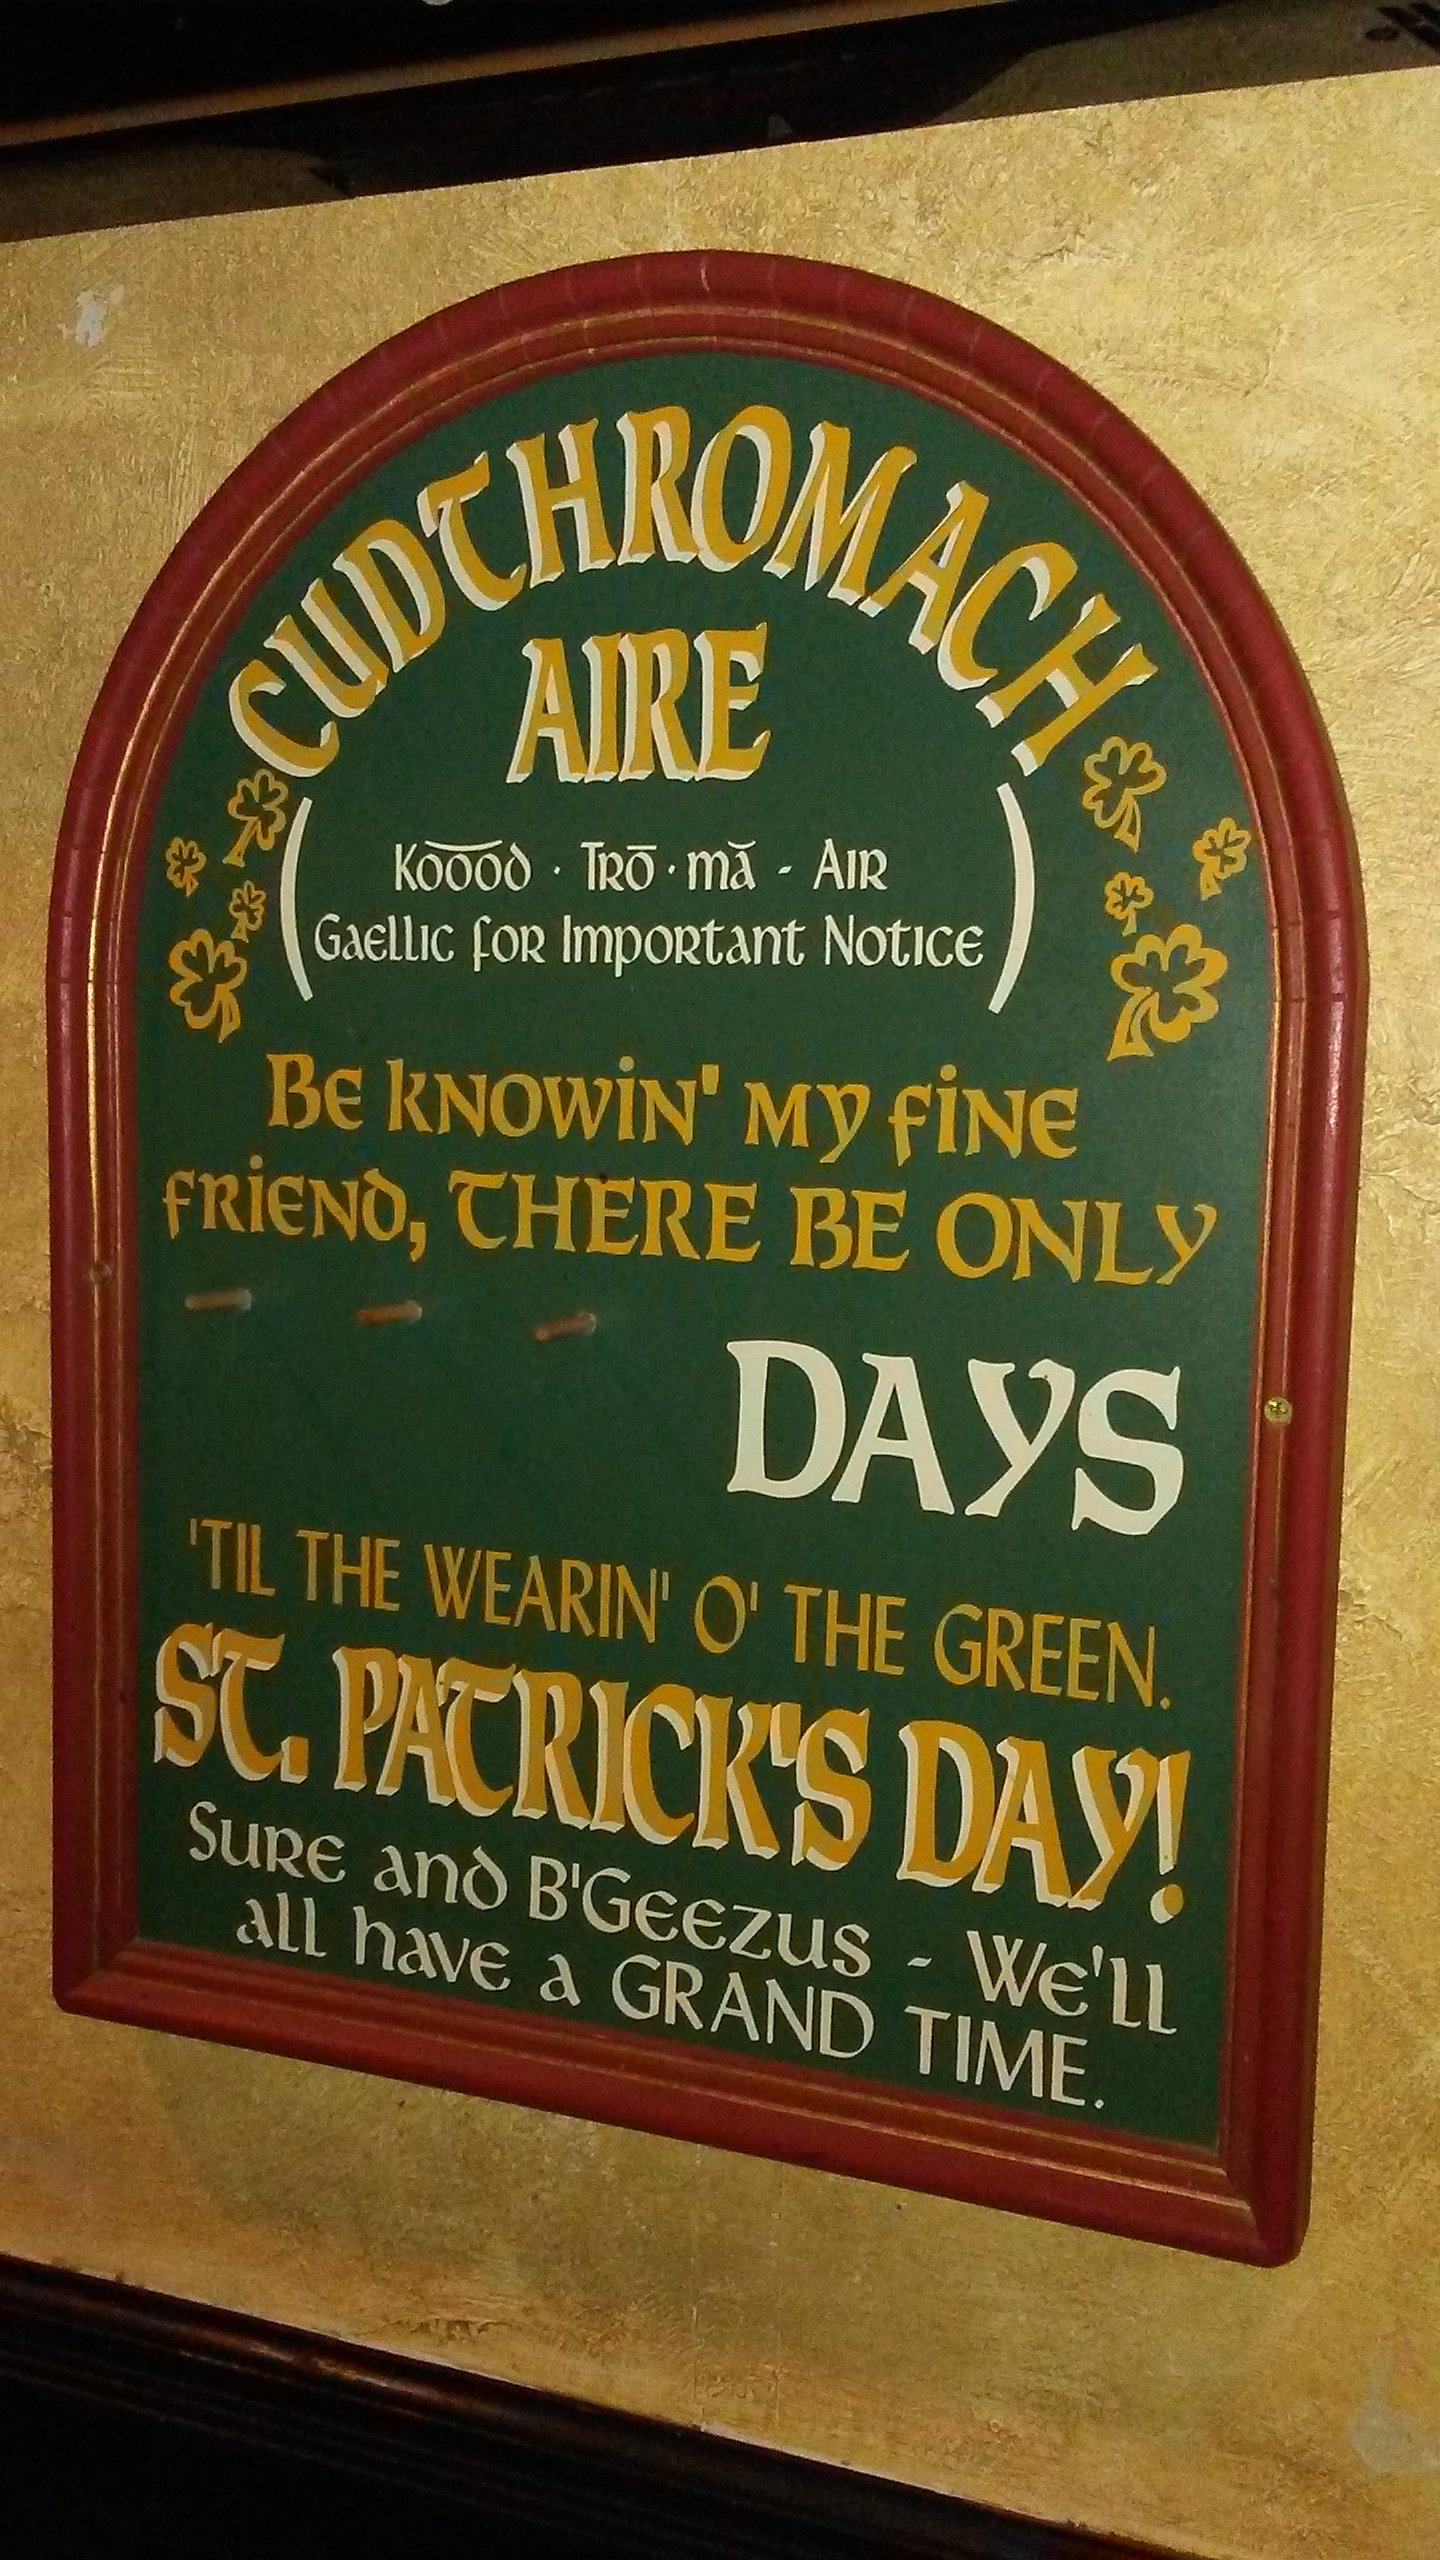 CUDTHROMACH
AIRE
(Kōōōd · Trō · mă - Air
Gaellic for Important Notice)
Be knowin' my fine
friend, there be only
DAYS
'TIL THE WEARIN' O' THE GREEN.
ST. PATRICK'S DAY!
Sure and B'Geezus - We'll
all have a GRAND TIME.